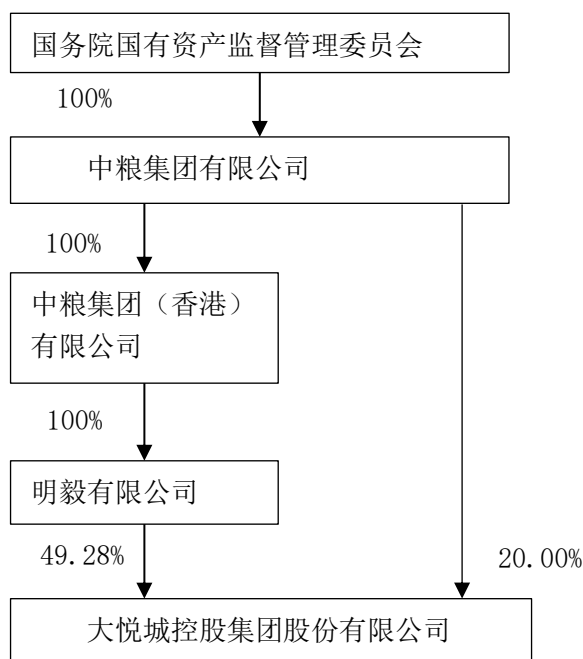 国务院国有资产监督管理委员会
100%
中粮集团有限公司
100%
中粮集团（香港）
有限公司
100%
明毅有限公司
49.28%
20.00%
大悦城控股集团股份有限公司